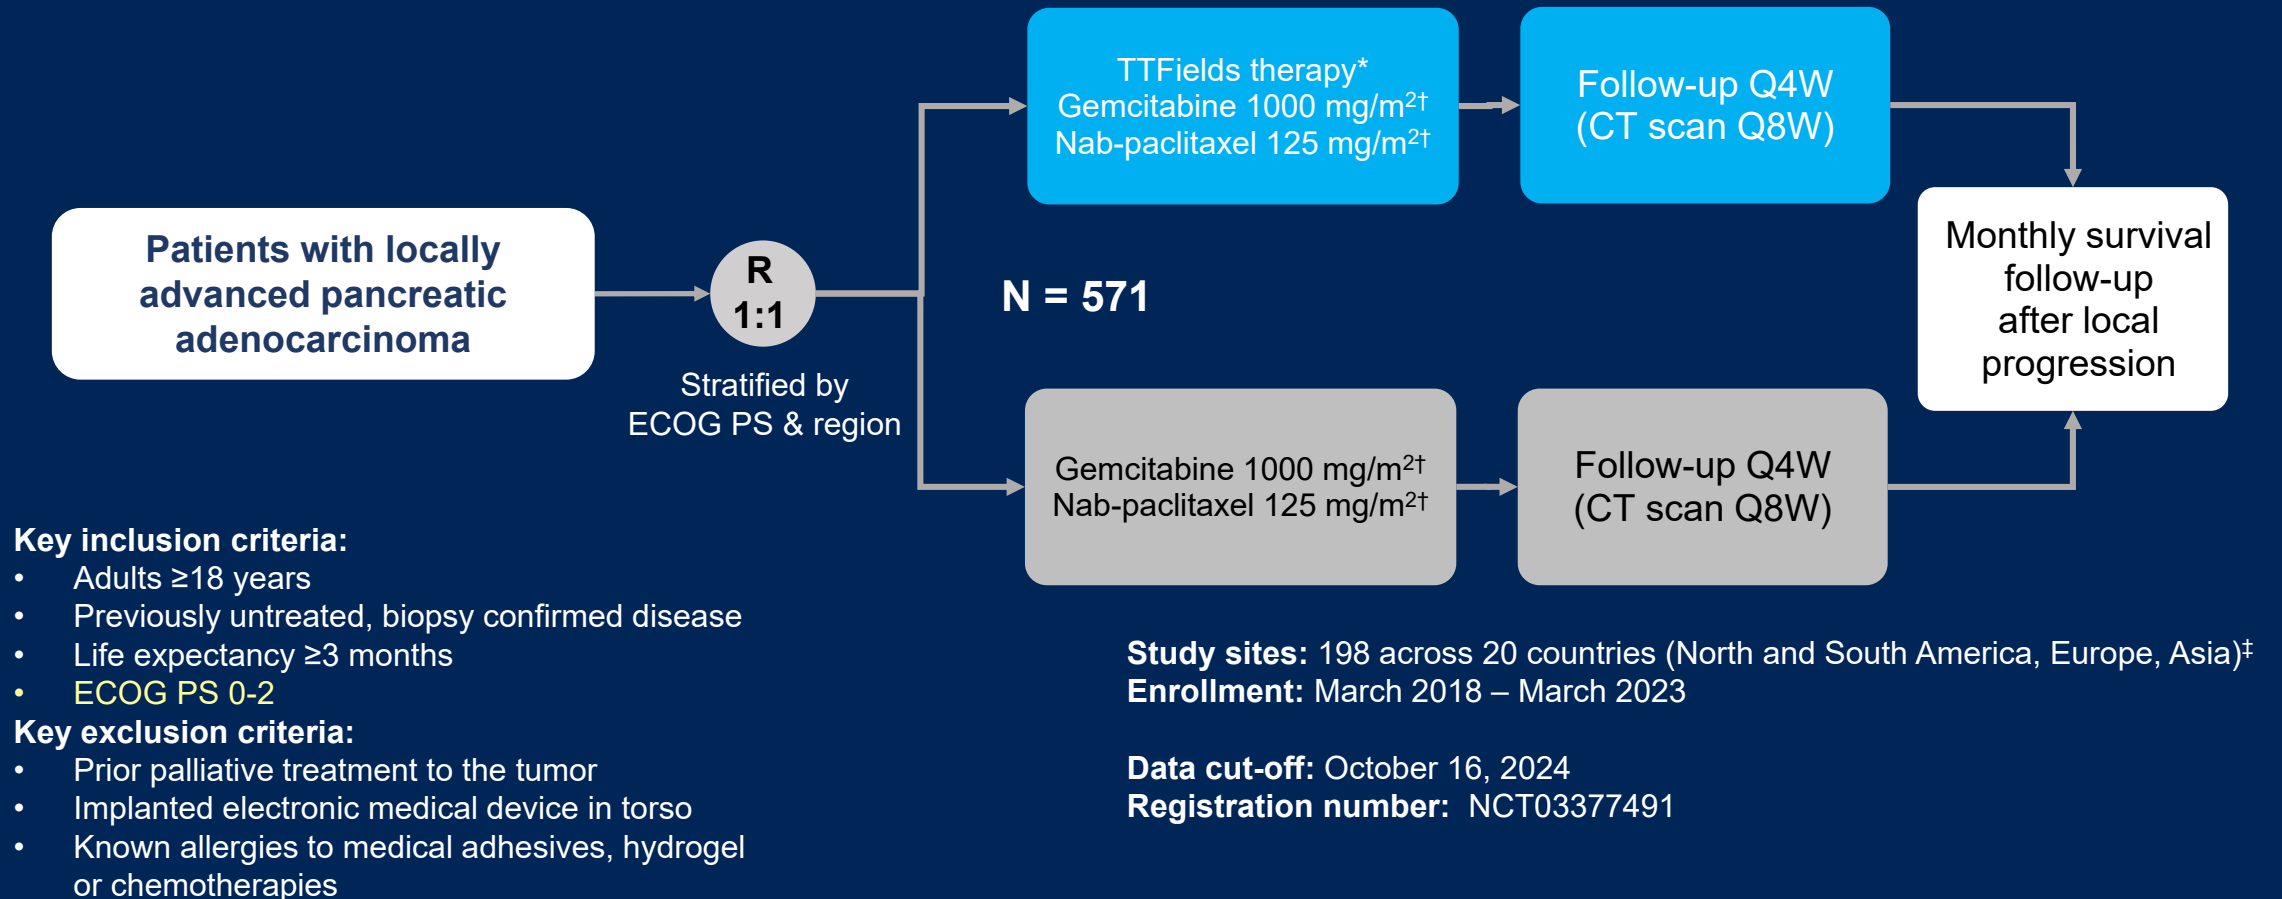 Patients with locally
advanced pancreatic
adenocarcinoma
R
1:1
Stratified by
ECOG PS & region
TTFields therapy*
Gemcitabine 1000 mg/m²†
Nab-paclitaxel 125 mg/m²†
Follow-up Q4W
(CT scan Q8W)
N = 571
Gemcitabine 1000 mg/m²†
Nab-paclitaxel 125 mg/m²†
Follow-up Q4W
(CT scan Q8W)
Monthly survival
follow-up
after local
progression
Key inclusion criteria:
• Adults ≥18 years
• Previously untreated, biopsy confirmed disease
• Life expectancy ≥3 months
• ECOG PS 0-2
Key exclusion criteria:
• Prior palliative treatment to the tumor
• Implanted electronic medical device in torso
• Known allergies to medical adhesives, hydrogel
or chemotherapies
Study sites: 198 across 20 countries (North and South America, Europe, Asia)‡
Enrollment: March 2018 – March 2023
Data cut-off: October 16, 2024
Registration number: NCT03377491